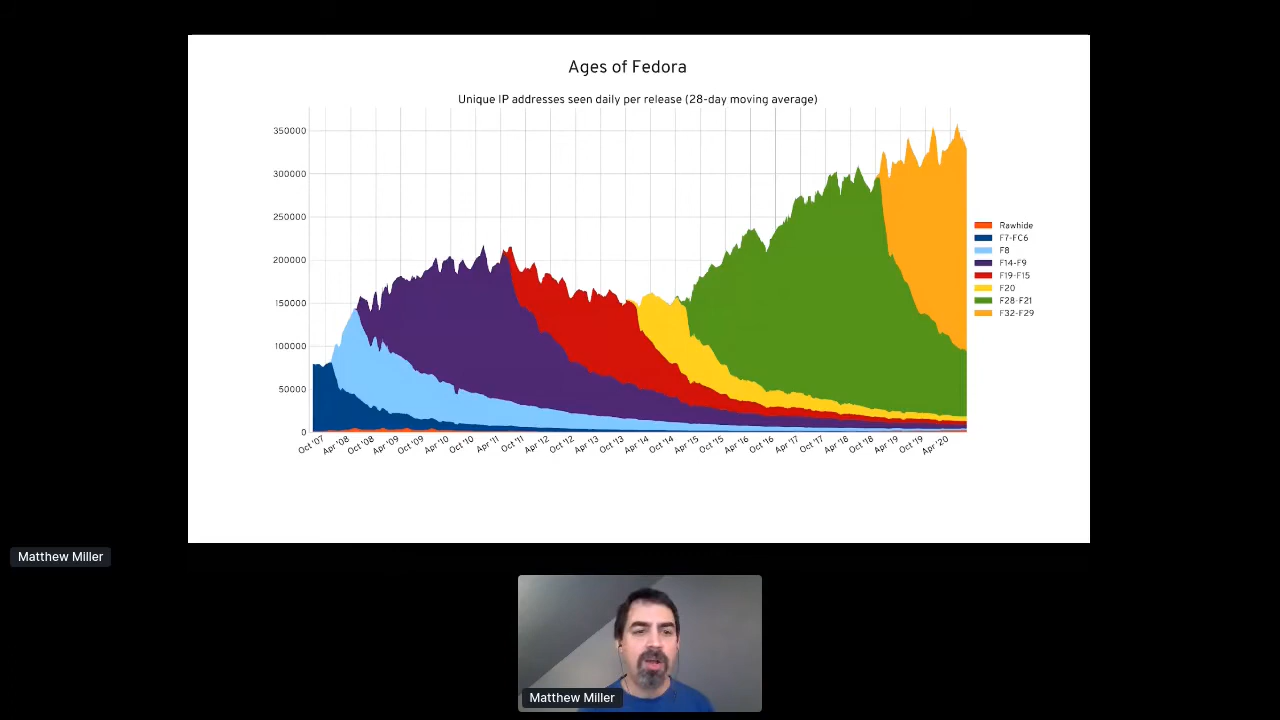 Ages of Fedora
Unique IP addresses seen daily per release (28-day moving average)
350000
300000
250000
200000
150000
100000
50000
0
Oct '07
Apr '08
Oct '08
Apr '09
Oct '09
Apr '10
Oct '10
Apr '11
Oct '11
Apr '12
Oct '12
Apr '13
Oct '13
Apr '14
Oct '14
Apr '15
Oct '15
Apr '16
Oct '16
Apr '17
Oct '17
Apr '18
Oct '18
Apr '19
Oct '19
Apr '20
Rawhide
F7-FC6
F8
F14-F9
F19-F15
F20
F28-F21
F32-F29
Matthew Miller
Matthew Miller